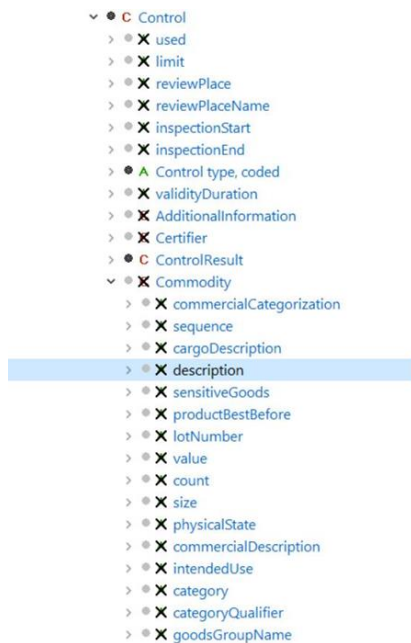 C Control
used
limit
reviewPlace
reviewPlaceName
inspectionStart
inspectionEnd
A Control type, coded
validityDuration
AdditionalInformation
Certifier
C ControlResult
Commodity
commercialCategorization
sequence
cargoDescription
description
sensitiveGoods
productBestBefore
lotNumber
value
count
size
physicalState
commercialDescription
intendedUse
category
categoryQualifier
goodsGroupName